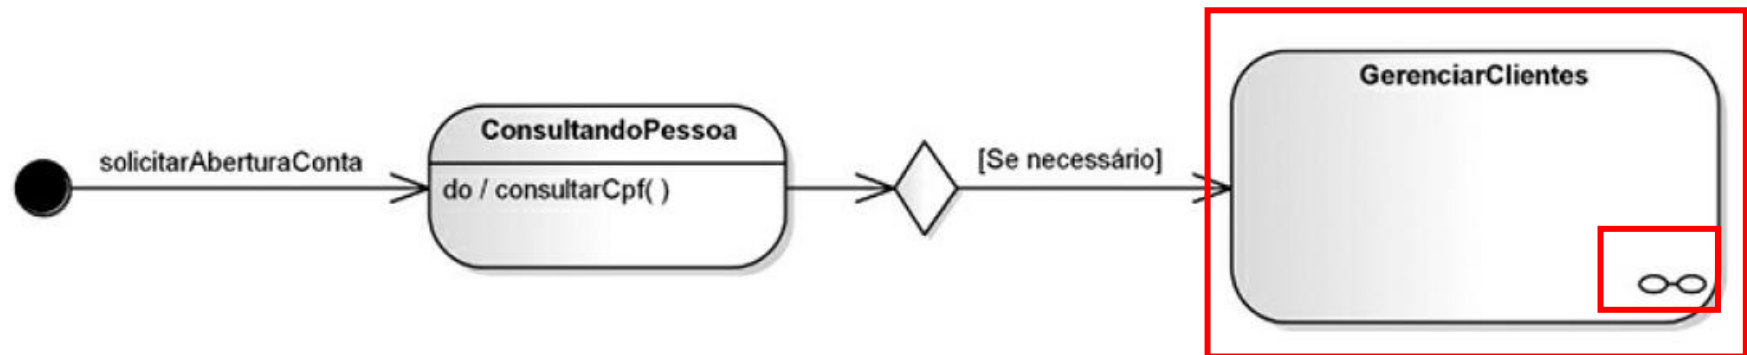 solicitarAberturaConta
ConsultandoPessoa
do / consultarCpf( )
[Se necessário]
GerenciarClientes